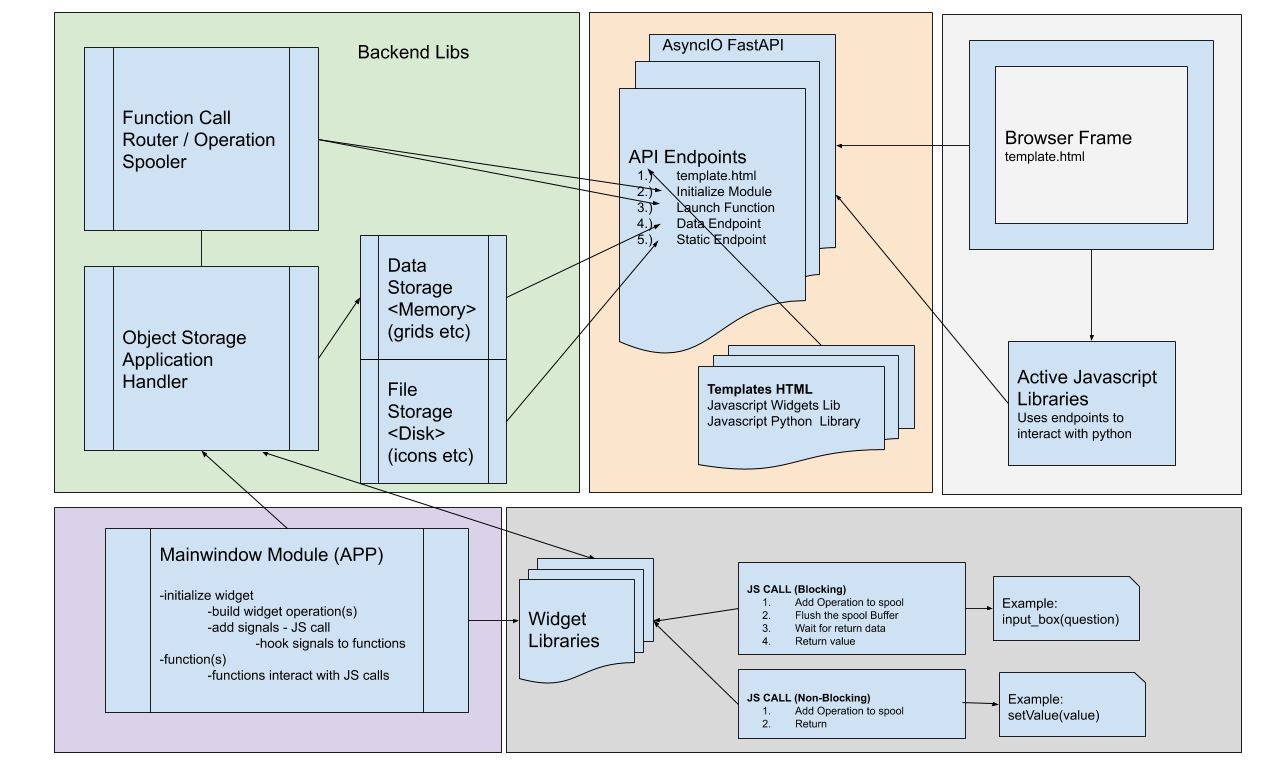 Backend Libs
Function Call
Router / Operation
Spooler
Object Storage
Application
Handler
Data
Storage
<Memory>
(grids etc)
File
Storage
<Disk>
(icons etc)
AsyncIO FastAPI
API Endpoints
1.) template.html
2.) Initialize Module
3.) Launch Function
4.) Data Endpoint
5.) Static Endpoint
Templates HTML
Javascript Widgets Lib
Javascript Python Library
Browser Frame
template.html
Active Javascript
Libraries
Uses endpoints to
interact with python
Mainwindow Module (APP)
-initialize widget
-build widget operation(s)
-add signals - JS call
-hook signals to functions
-function(s)
-functions interact with JS calls
Widget
Libraries
JS CALL (Blocking)
1. Add Operation to spool
2. Flush the spool Buffer
3. Wait for return data
4. Return value
Example:
input_box(question)
JS CALL (Non-Blocking)
1. Add Operation to spool
2. Return
Example:
setValue(value)